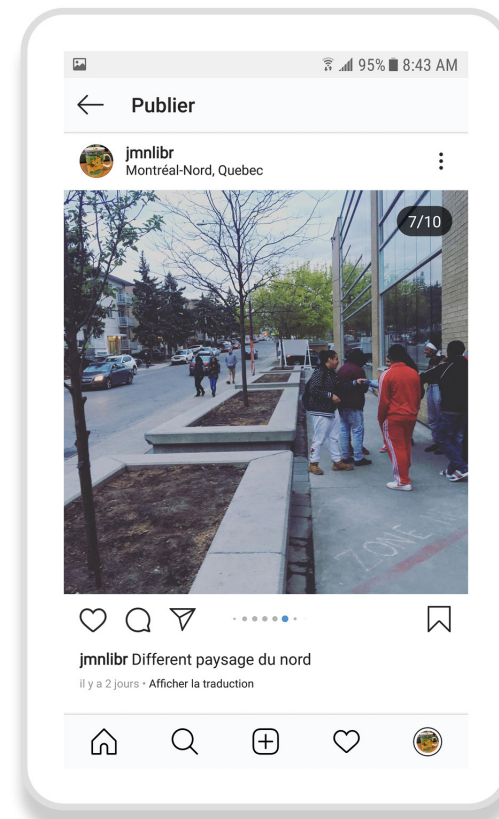 95% 8:43 AM
Publier
jmnlibr
Montréal-Nord, Quebec
7/10
ZONE
jmnlibr Different paysage du nord
il y a 2 jours • Afficher la traduction